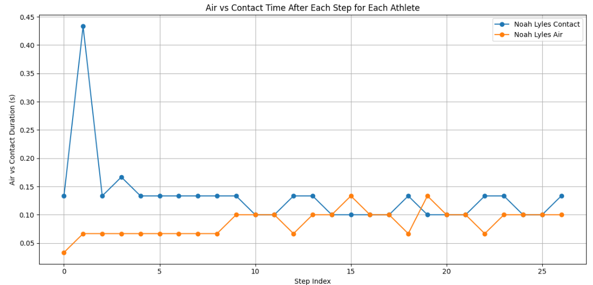 Air vs Contact Time After Each Step for Each Athlete
Noah Lyles Contact
Noah Lyles Air
Air vs Contact Duration (s)
0.45
0.40
0.35
0.30
0.25
0.20
0.15
0.10
0.05
0 5 10 15 20 25
Step Index